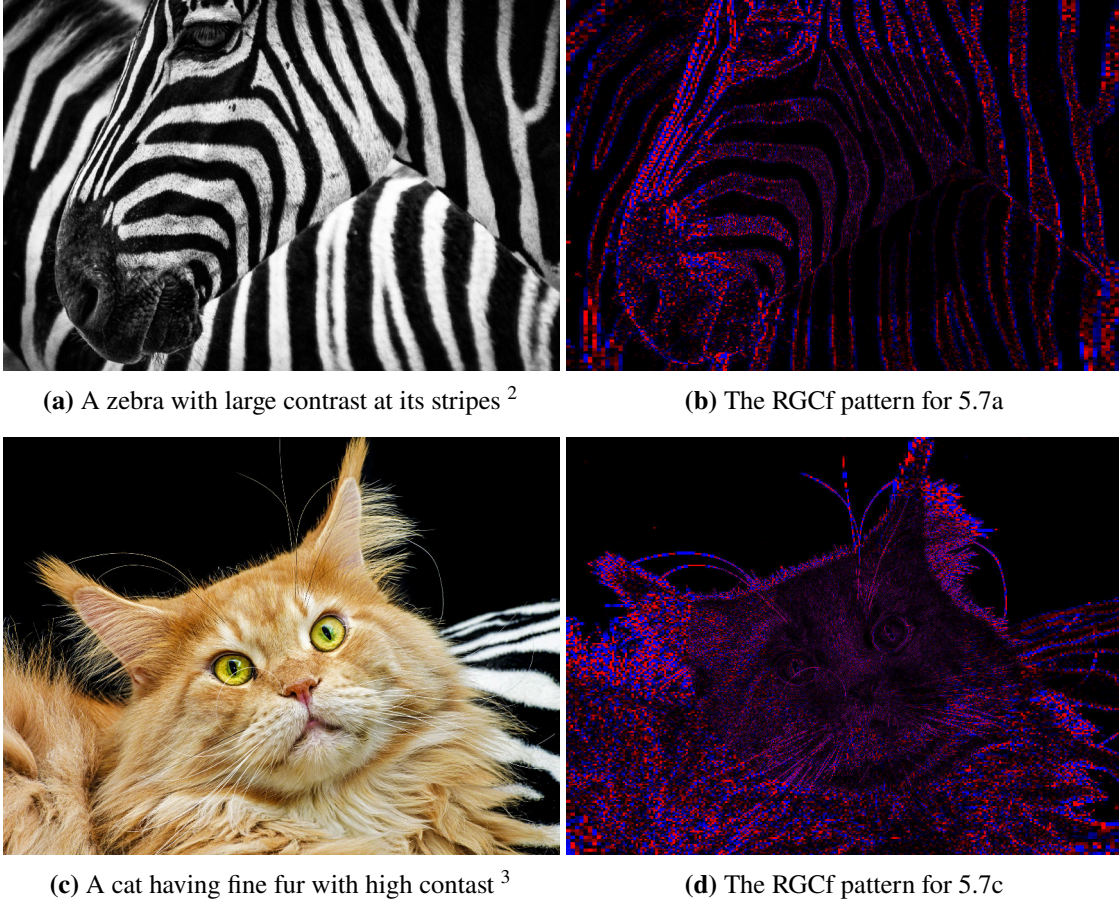 (a) A zebra with large contrast at its stripes ²
(b) The RGCf pattern for 5.7a
(c) A cat having fine fur with high contast ³
(d) The RGCf pattern for 5.7c